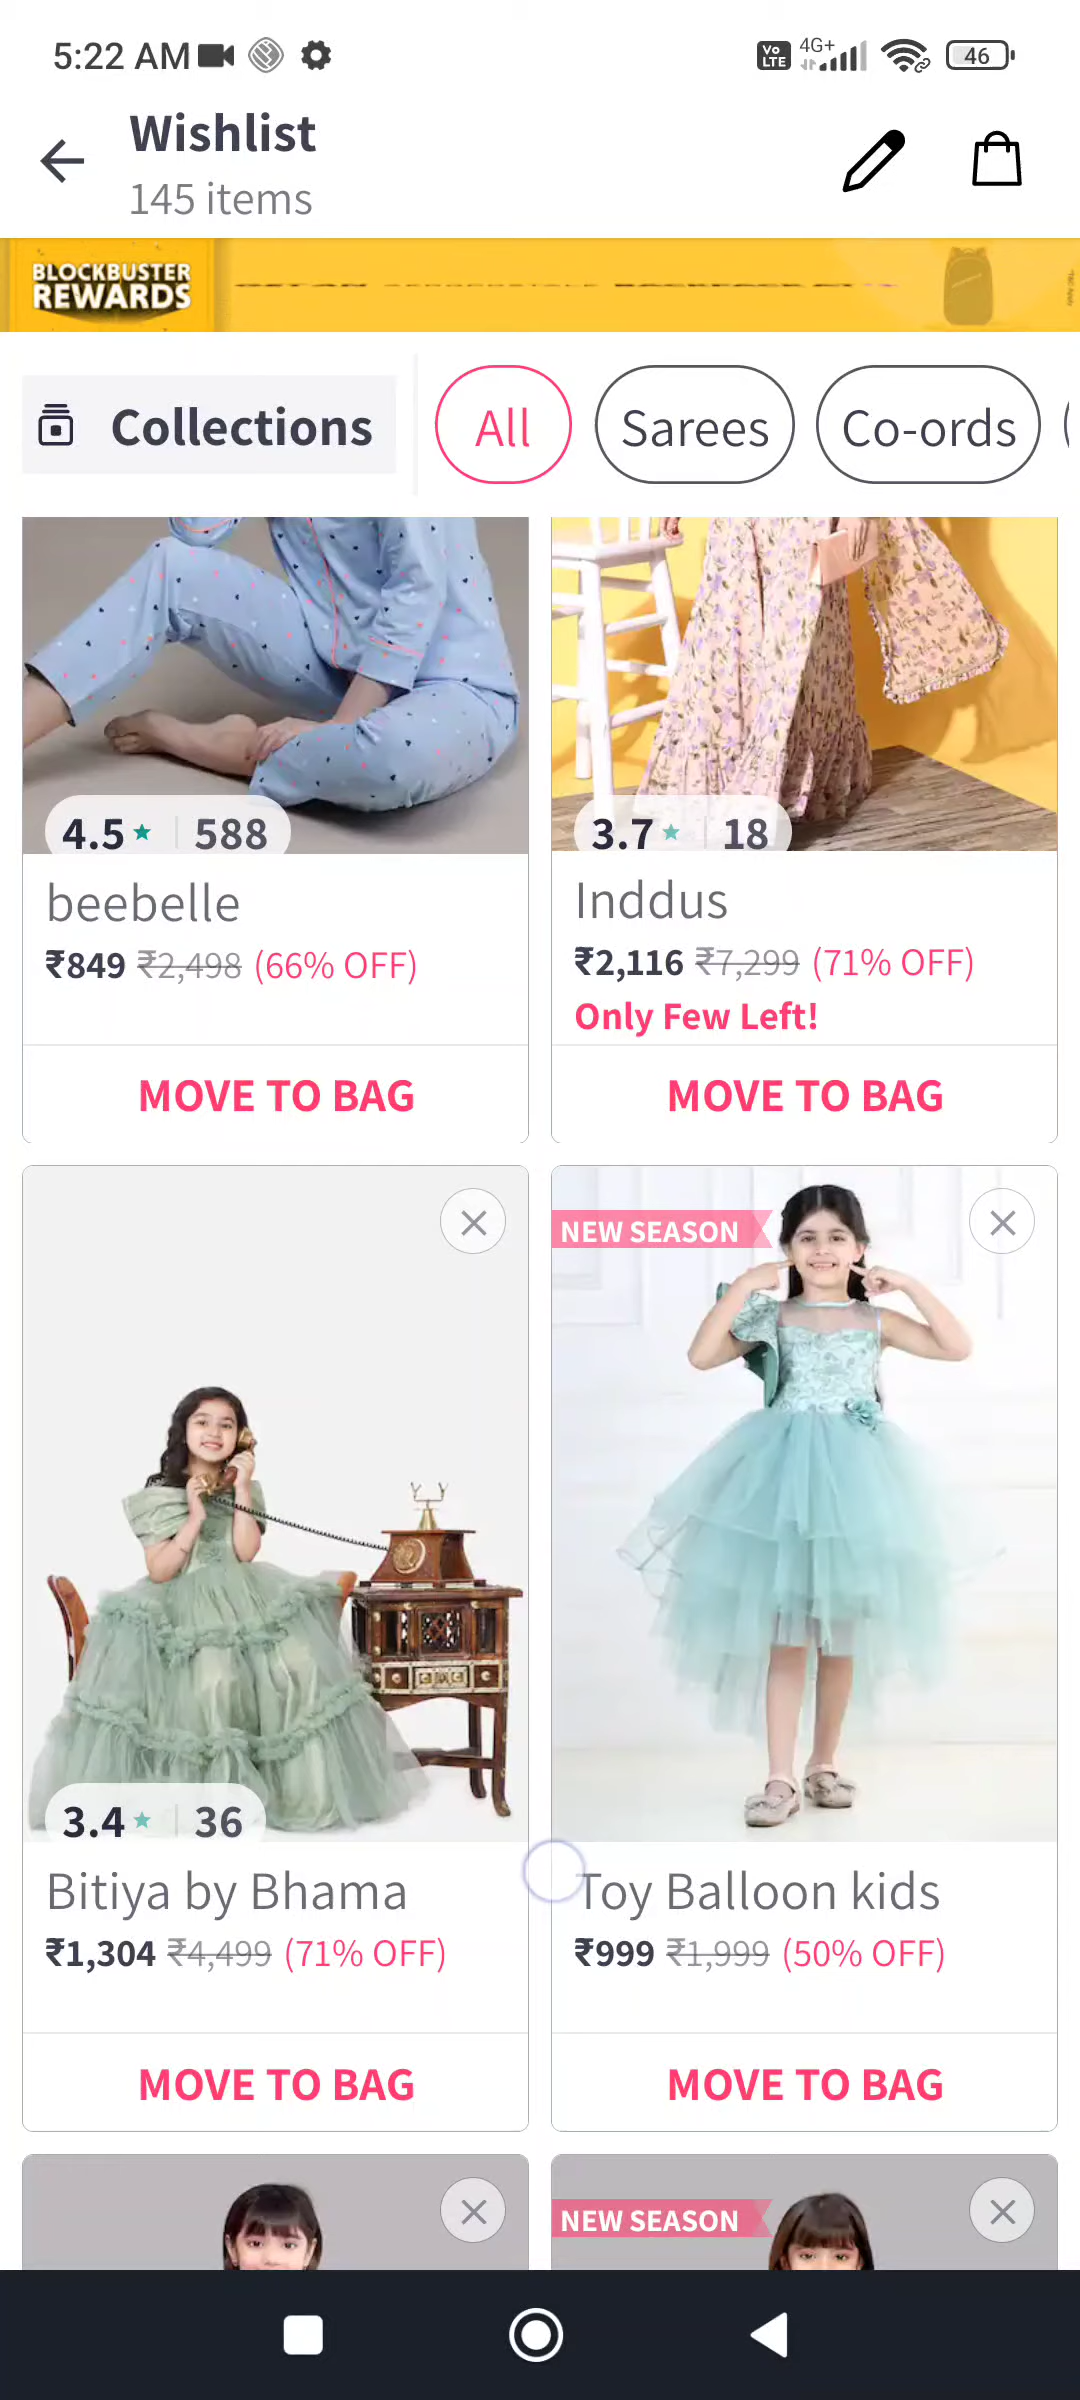 5:22 AM
Vo LTE 4G+ 46
Wishlist
145 items
BLOCKBUSTER
REWARDS
Collections
All
Sarees
Co-ords
4.5 ★ | 588
3.7 ★ | 18
beebelle
Inddus
₹849 ₹2,498 (66% OFF)
₹2,116 ₹7,299 (71% OFF)
Only Few Left!
MOVE TO BAG
MOVE TO BAG
NEW SEASON
3.4 ★ | 36
Bitiya by Bhama
Toy Balloon kids
₹1,304 ₹4,499 (71% OFF)
₹999 ₹1,999 (50% OFF)
MOVE TO BAG
MOVE TO BAG
NEW SEASON